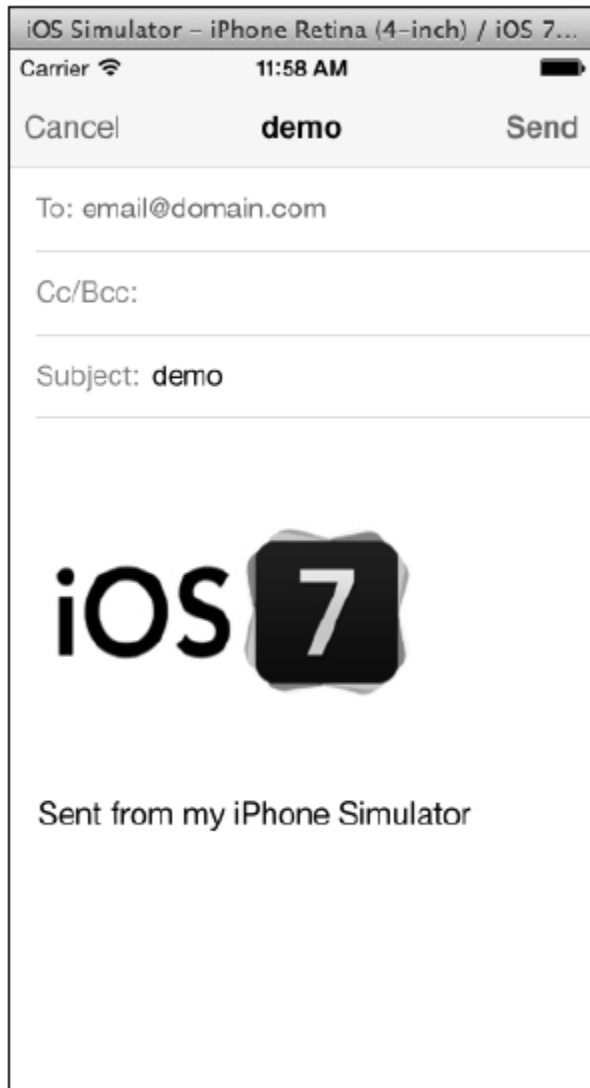 iOS Simulator – iPhone Retina (4-inch) / iOS 7...
Carrier 11:58 AM
Cancel demo Send
To: email@domain.com
Cc/Bcc:
Subject: demo
iOS 7
Sent from my iPhone Simulator